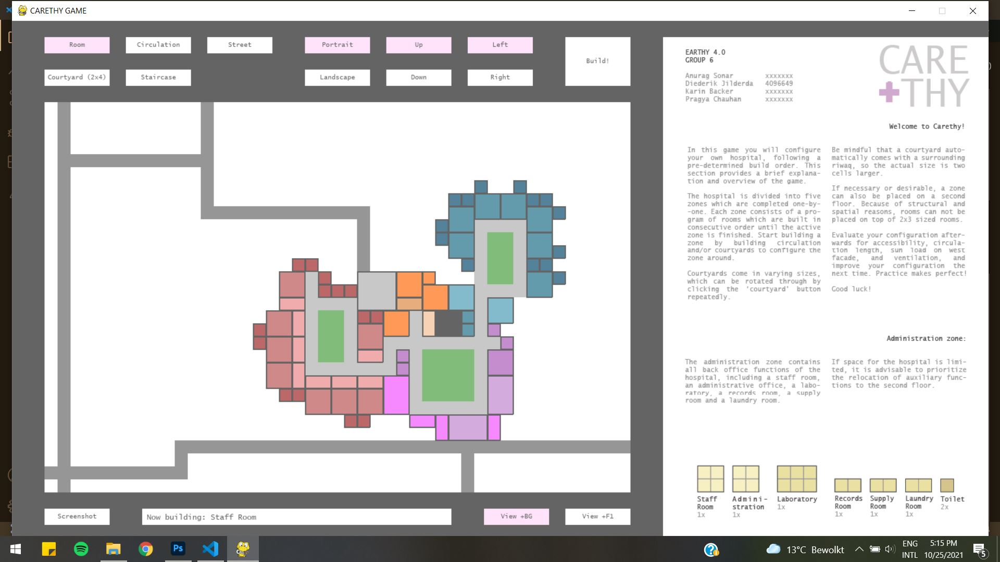 CARETHY GAME
Room
Circulation
Street
Portrait
Up
Left
Build!
Courtyard (2x4)
Staircase
Landscape
Down
Right
EARTHY 4.0
GROUP 6
Anurag Sonar xxxxxxx
Diederik Jilderda 4096649
Karin Backer xxxxxxx
Pragya Chauhan xxxxxxx
CARE
+THY
Welcome to Carethy!
In this game you will configure
your own hospital, following a
pre-determined build order. This
section provides a brief explana-
tion and overview of the game.
The hospital is divided into five
zones which are completed one-by-
-one. Each zone consists of a pro-
gram of rooms which are built in
consecutive order until the active
zone is finished. Start building a
zone by building circulation
and/or courtyards to configure the
zone around.
Courtyards come in varying sizes,
which can be rotated through by
clicking the 'courtyard' button
repeatedly.
Be mindful that a courtyard auto-
matically comes with a surrounding
riwaq, so the actual size is two
cells larger.
If necessary or desirable, a zone
can also be placed on a second
floor. Because of structural and
spatial reasons, rooms can not be
placed on top of 2x3 sized rooms.
Evaluate your configuration after-
wards for accessibility, circula-
tion length, sun load on west
facade, and ventilation, and
improve your configuration the
next time. Practice makes perfect!
Good luck!
Administration zone:
The administration zone contains
all back office functions of the
hospital, including a staff room,
an administrative office, a labo-
ratory, a records room, a supply
room and a laundry room.
If space for the hospital is limi-
ted, it is advisable to prioritize
the relocation of auxiliary func-
tions to the second floor.
Staff
Room
1x
Admini-
stration
1x
Laboratory
1x
Records
Room
1x
Supply
Room
1x
Laundry
Room
1x
Toilet
2x
Screenshot
Now building: Staff Room
View +BG
View +F1
Ps
13°C Bewolkt
ENG
INTL
5:15 PM
10/25/2021
5